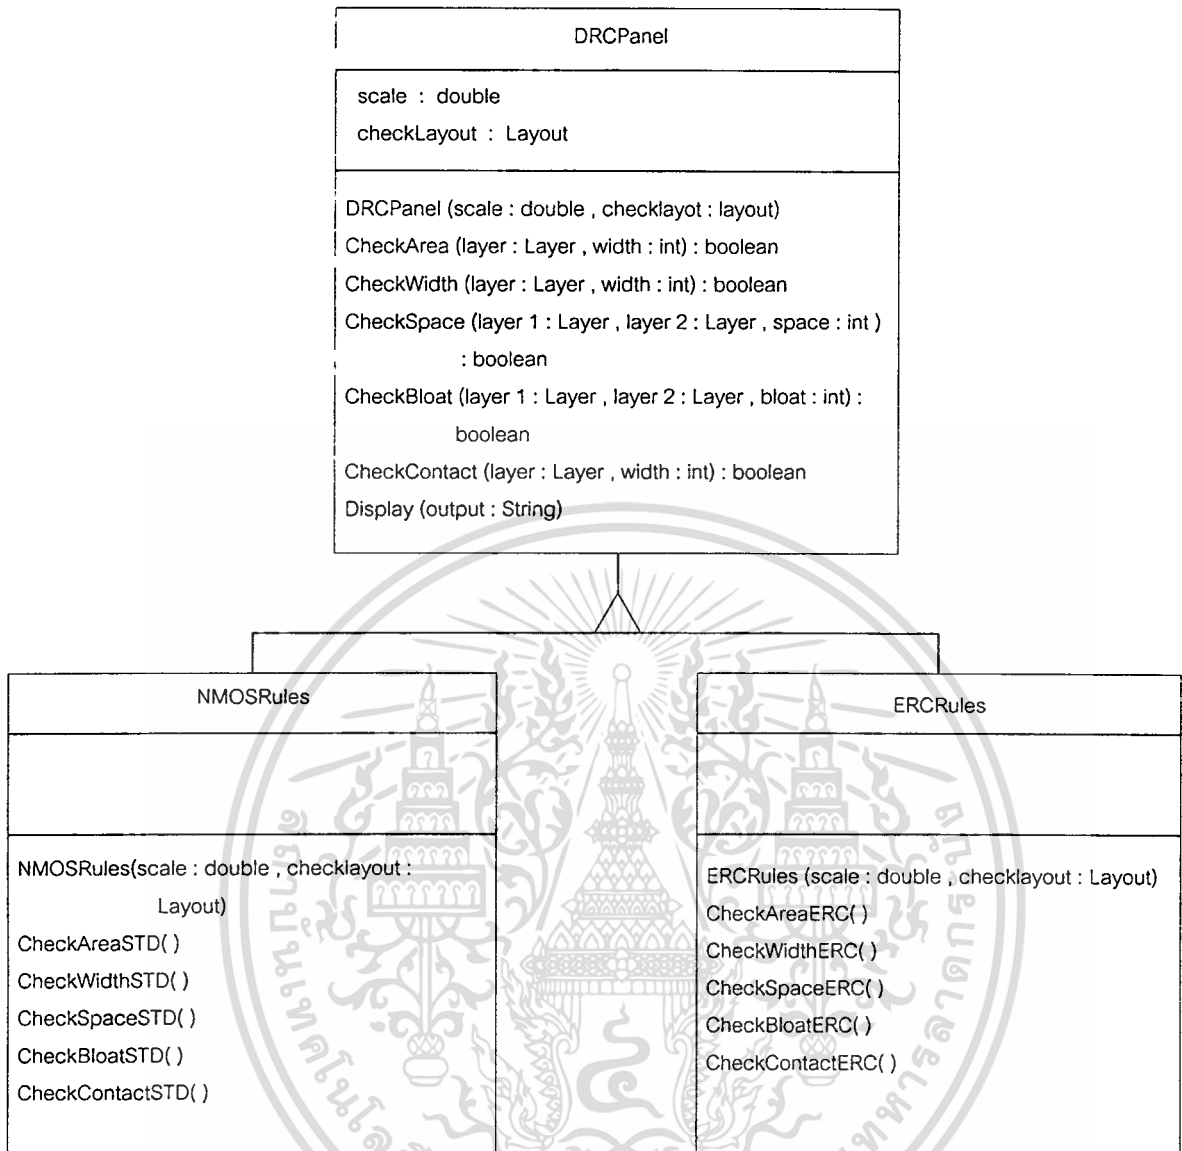 DRCPanel
scale : double
checkLayout : Layout
DRCPanel (scale : double , checklayot : layout)
CheckArea (layer : Layer , width : int) : boolean
CheckWidth (layer : Layer , width : int) : boolean
CheckSpace (layer 1 : Layer , layer 2 : Layer , space : int )
: boolean
CheckBloat (layer 1 : Layer , layer 2 : Layer , bloat : int) :
boolean
CheckContact (layer : Layer , width : int) : boolean
Display (output : String)
NMOSRules
NMOSRules(scale : double , checklayout :
Layout)
CheckAreaSTD( )
CheckWidthSTD( )
CheckSpaceSTD( )
CheckBloatSTD( )
CheckContactSTD( )
ERCRules
ERCRules (scale : double , checklayout : Layout)
CheckAreaERC( )
CheckWidthERC( )
CheckSpaceERC( )
CheckBloatERC( )
CheckContactERC( )